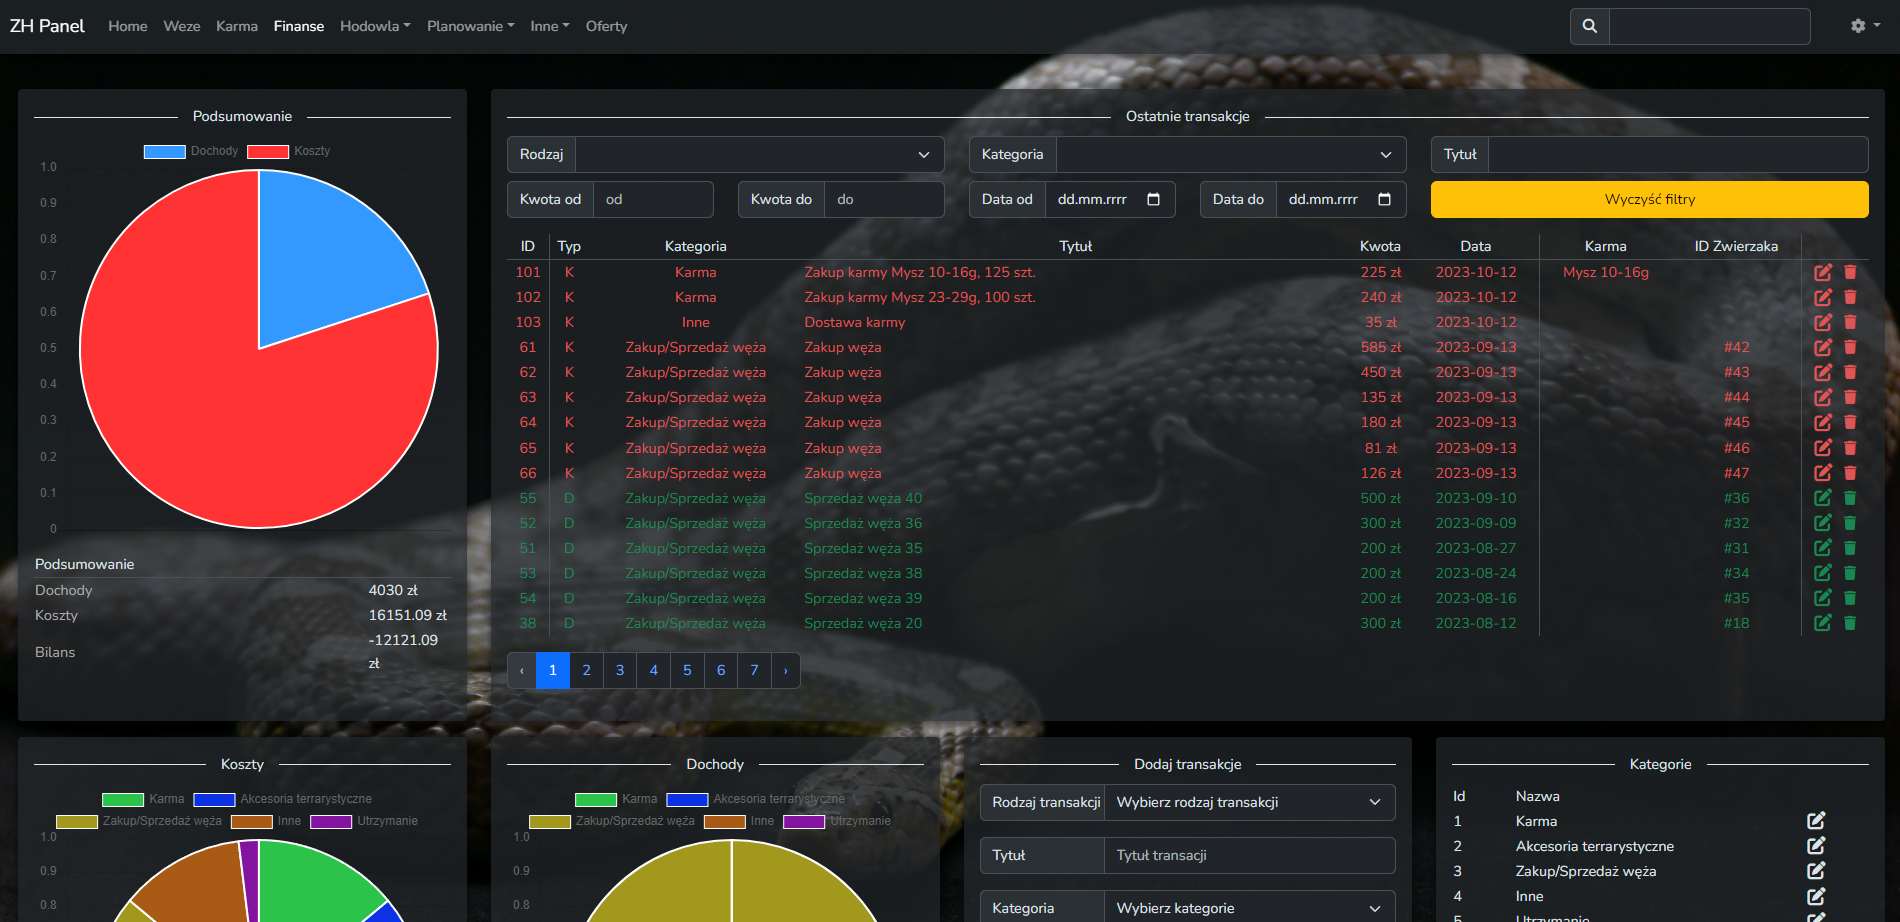 ZH Panel Home Weze Karma Finanse Hodowla Planowanie Inne Oferty
Podsumowanie
Dochody Koszty
1.0
0.9
0.8
0.7
0.6
0.5
0.4
0.3
0.2
0.1
0
Podsumowanie
Dochody 4030 zł
Koszty 16151.09 zł
Bilans -12121.09
zł
Ostatnie transakcje
Rodzaj Kategoria Tytuł
Kwota od od Kwota do do Data od dd.mm.rrrr Data do dd.mm.rrrr Wyczyść filtry
ID Typ Kategoria Tytuł Kwota Data Karma ID Zwierzaka
101 K Karma Zakup karmy Mysz 10-16g, 125 szt. 225 zł 2023-10-12 Mysz 10-16g
102 K Karma Zakup karmy Mysz 23-29g, 100 szt. 240 zł 2023-10-12
103 K Inne Dostawa karmy 35 zł 2023-10-12
61 K Zakup/Sprzedaż węża Zakup węża 585 zł 2023-09-13 #42
62 K Zakup/Sprzedaż węża Zakup węża 450 zł 2023-09-13 #43
63 K Zakup/Sprzedaż węża Zakup węża 135 zł 2023-09-13 #44
64 K Zakup/Sprzedaż węża Zakup węża 180 zł 2023-09-13 #45
65 K Zakup/Sprzedaż węża Zakup węża 81 zł 2023-09-13 #46
66 K Zakup/Sprzedaż węża Zakup węża 126 zł 2023-09-13 #47
55 D Zakup/Sprzedaż węża Sprzedaż węża 40 500 zł 2023-09-10 #36
52 D Zakup/Sprzedaż węża Sprzedaż węża 36 300 zł 2023-09-09 #32
51 D Zakup/Sprzedaż węża Sprzedaż węża 35 200 zł 2023-08-27 #31
53 D Zakup/Sprzedaż węża Sprzedaż węża 38 200 zł 2023-08-24 #34
54 D Zakup/Sprzedaż węża Sprzedaż węża 39 200 zł 2023-08-16 #35
38 D Zakup/Sprzedaż węża Sprzedaż węża 20 300 zł 2023-08-12 #18
‹ 1 2 3 4 5 6 7 ›
Koszty
Karma Akcesoria terrarystyczne
Zakup/Sprzedaż węża Inne Utrzymanie
1.0
0.9
0.8
Dochody
Karma Akcesoria terrarystyczne
Zakup/Sprzedaż węża Inne Utrzymanie
1.0
0.9
0.8
Dodaj transakcje
Rodzaj transakcji Wybierz rodzaj transakcji
Tytuł Tytuł transacji
Kategoria Wybierz kategorie
Kategorie
Id Nazwa
1 Karma
2 Akcesoria terrarystyczne
3 Zakup/Sprzedaż węża
4 Inne
5 Utrzymanie